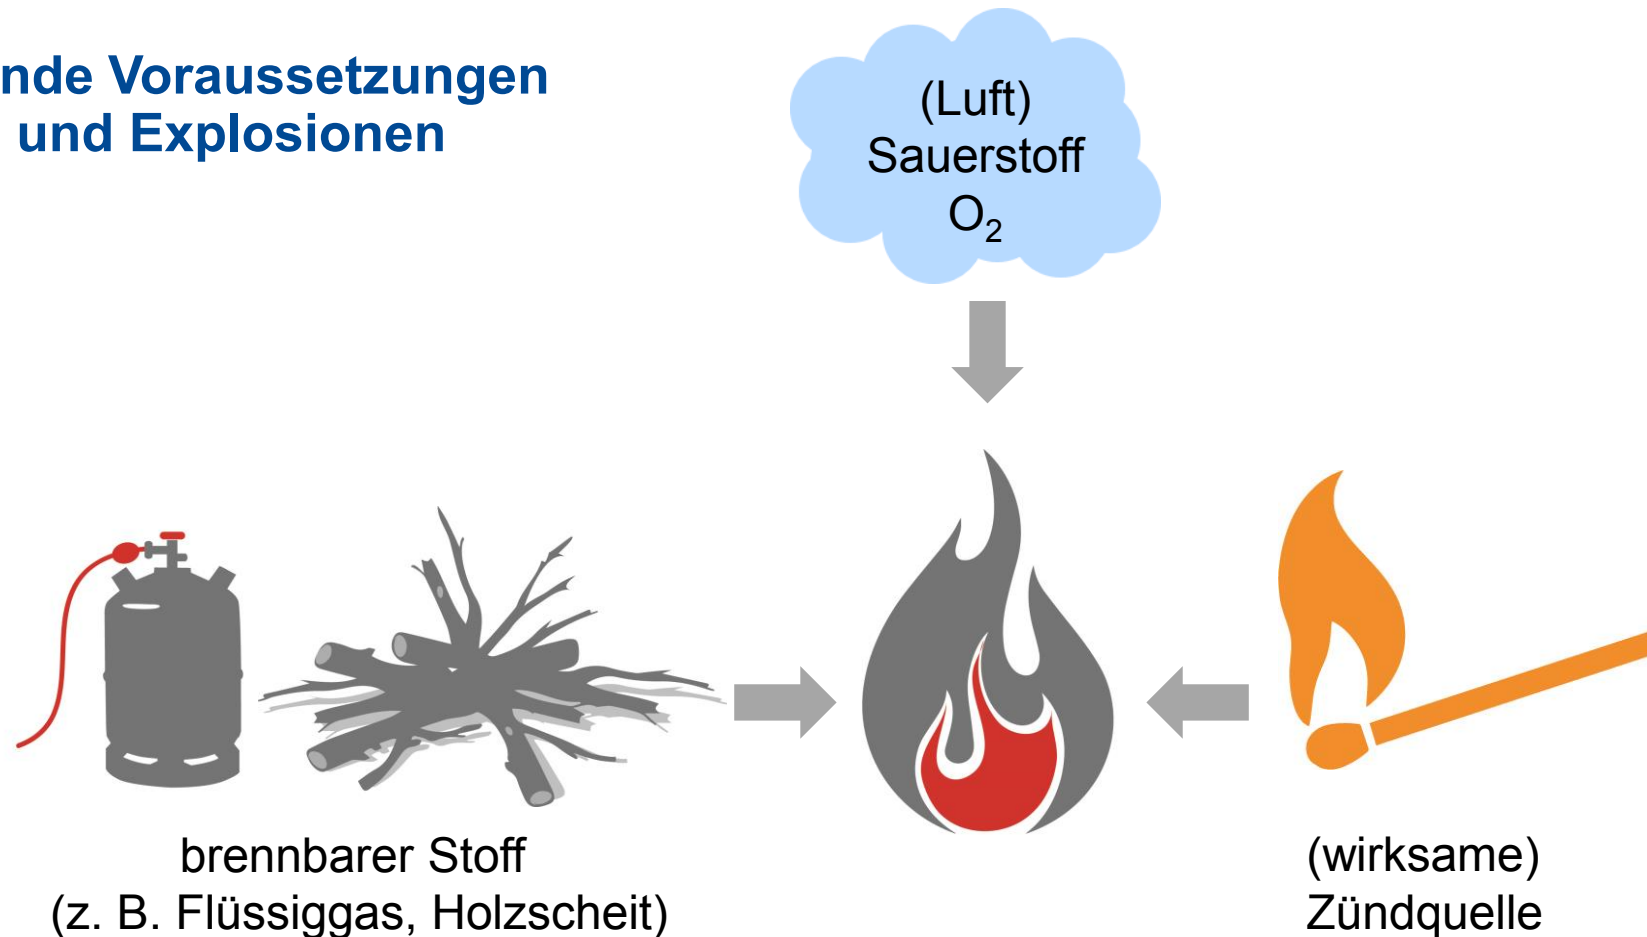 nde Voraussetzungen
und Explosionen
(Luft)
Sauerstoff
O₂
brennbarer Stoff
(z. B. Flüssiggas, Holzscheit)
(wirksame)
Zündquelle